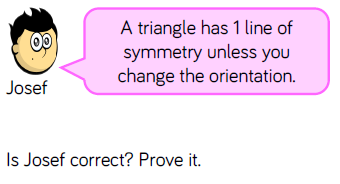 A triangle has 1 line of
symmetry unless you
change the orientation.
Josef
Is Josef correct? Prove it.